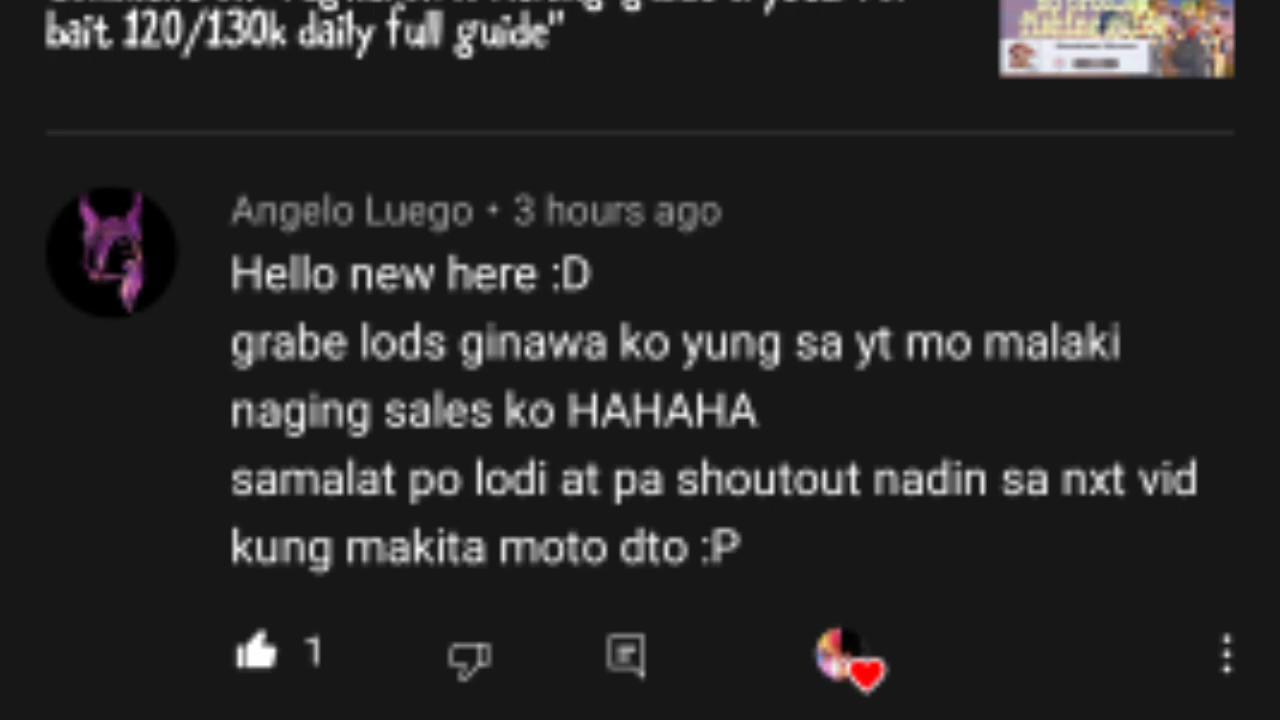 bait 120/130k daily full guide"
Angelo Luego • 3 hours ago
Hello new here :D
grabe lods ginawa ko yung sa yt mo malaki
naging sales ko HAHAHA
samalat po lodi at pa shoutout nadin sa nxt vid
kung makita moto dto :P
1